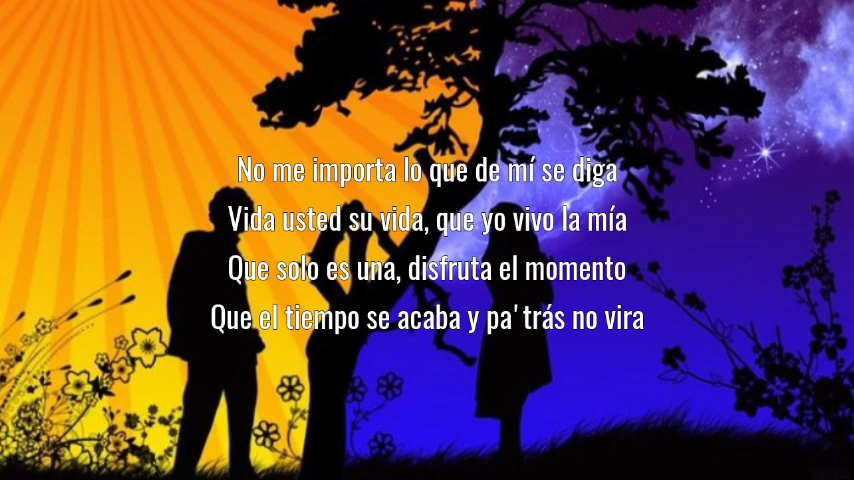 No me importa lo que de mí se diga
Vida usted su vida, que yo vivo la mía
Que solo es una, disfruta el momento
Que el tiempo se acaba y pa'trás no vira